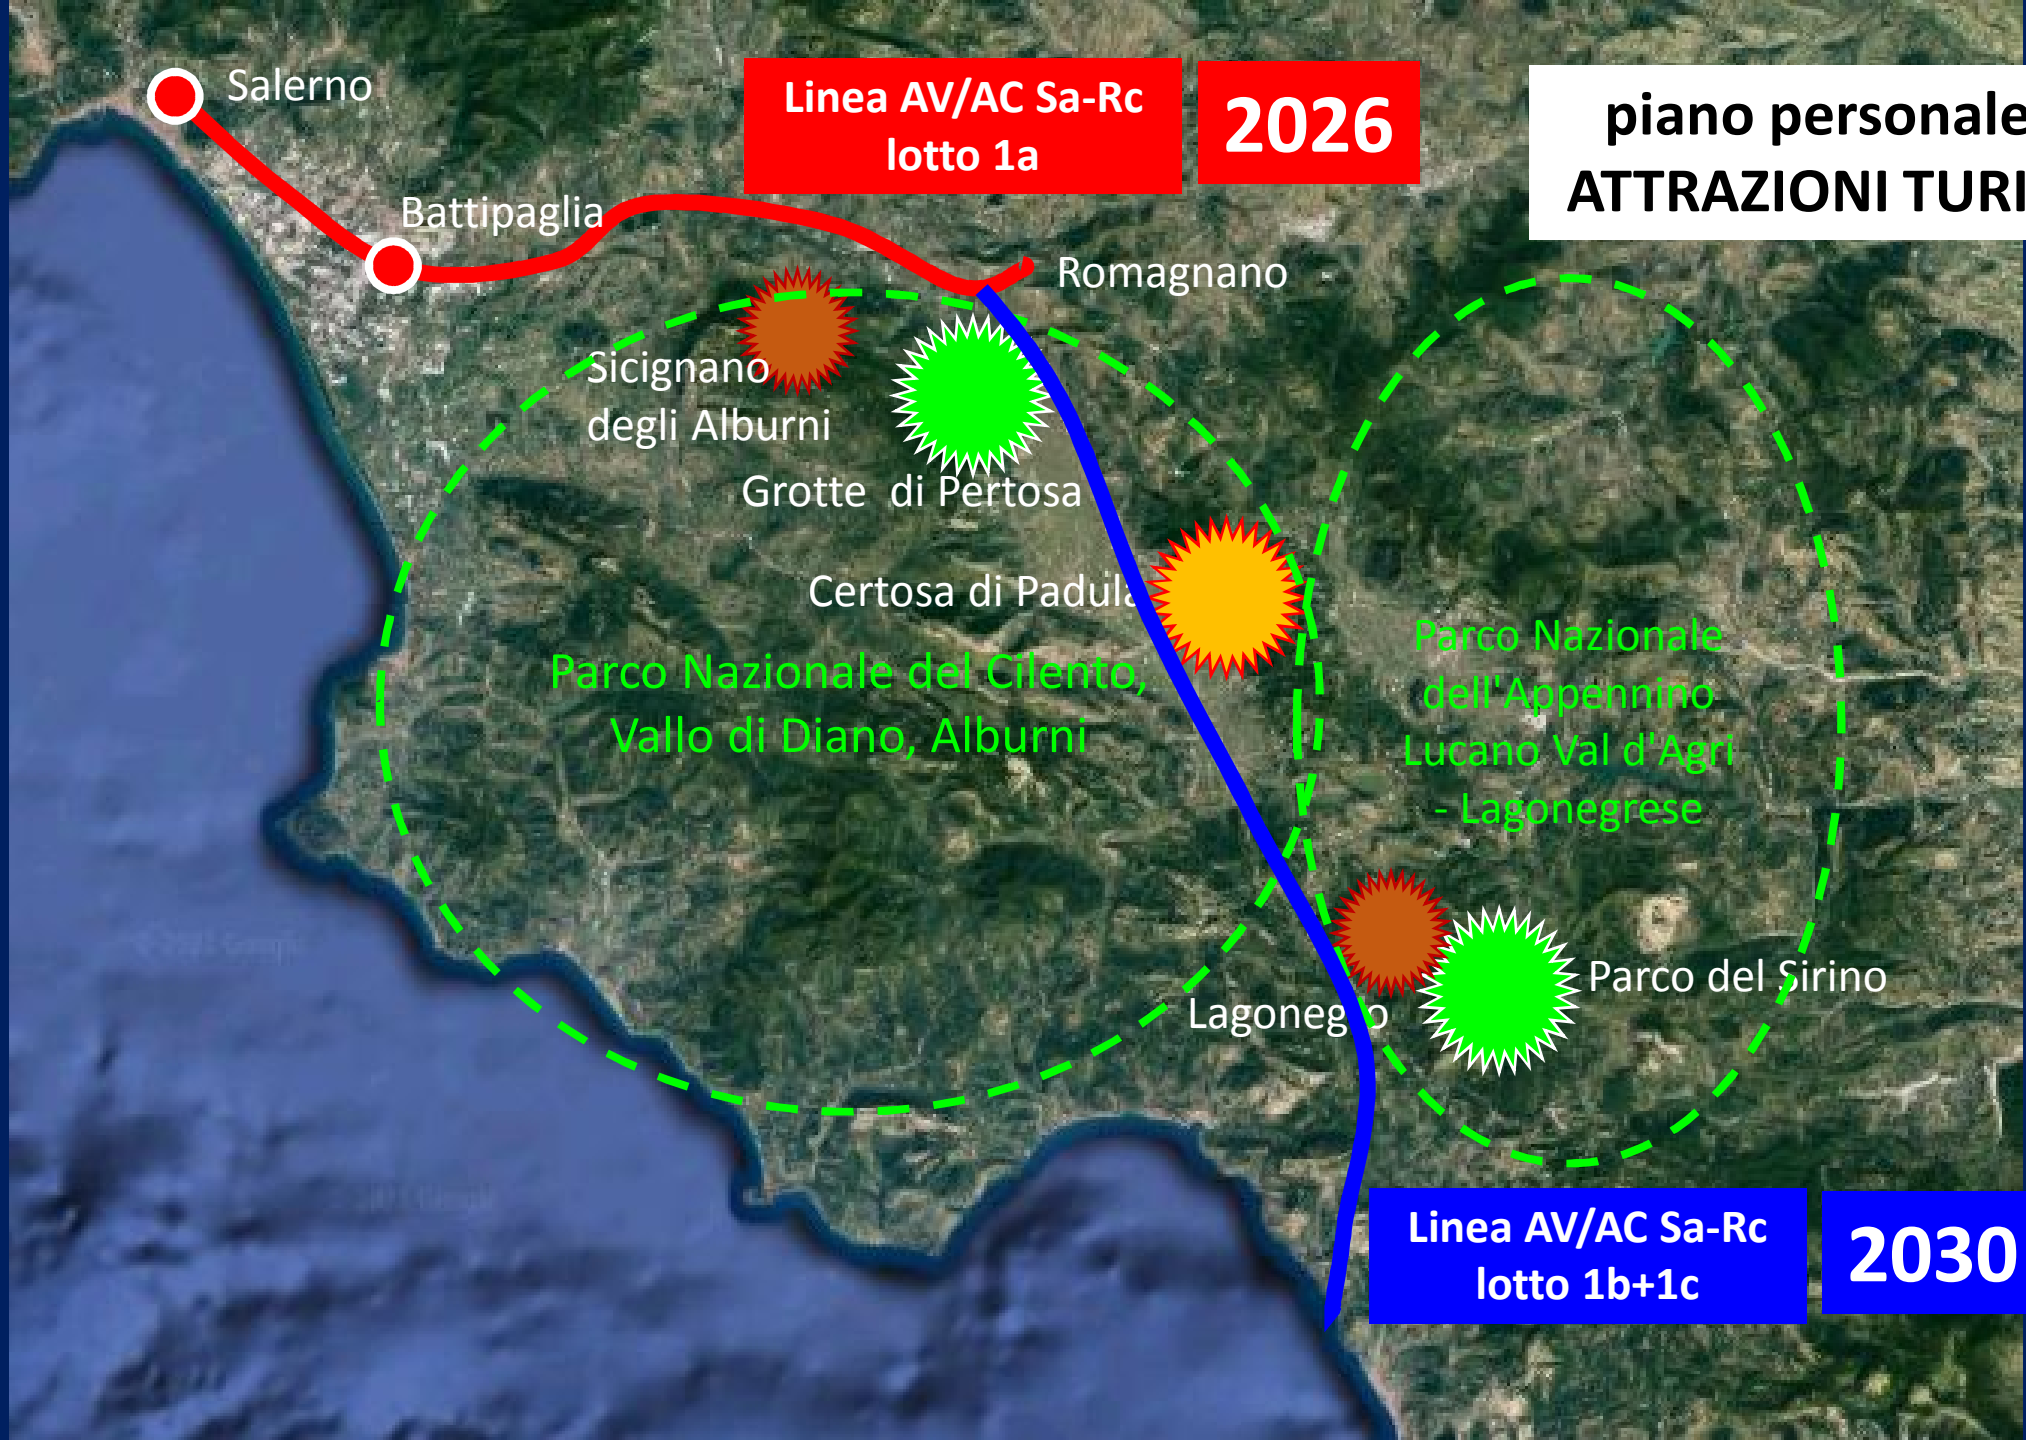 Salerno
Linea AV/AC Sa-Rc
lotto 1a
2026
piano personale
ATTRAZIONI TURI
Battipaglia
Romagnano
Sicignano
degli Alburni
Grotte di Pertosa
Certosa di Padula
Parco Nazionale del Cilento,
Vallo di Diano, Alburni
Parco Nazionale
dell'Appennino
Lucano Val d'Agri
- Lagonegrese
Parco del Sirino
Lagonegro
Linea AV/AC Sa-Rc
lotto 1b+1c
2030